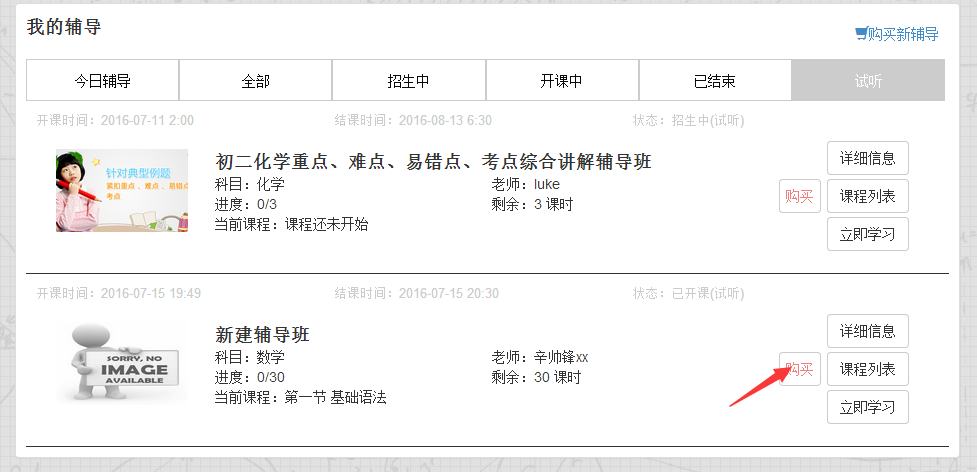 我的辅导
购买新辅导
今日辅导 全部 招生中 开课中 已结束 试听
开课时间：2016-07-11 2:00 结课时间：2016-08-13 6:30 状态：招生中(试听)
针对典型例题
紧扣重点、难点、易错点
考点
初二化学重点、难点、易错点、考点综合讲解辅导班
科目：化学 老师：luke
进度：0/3 剩余：3 课时
当前课程：课程还未开始
购买
详细信息
课程列表
立即学习
开课时间：2016-07-15 19:49 结课时间：2016-07-15 20:30 状态：已开课(试听)
SORRY, NO
IMAGE
AVAILABLE
新建辅导班
科目：数学 老师：辛帅锋xx
进度：0/30 剩余：30 课时
当前课程：第一节 基础语法
购买
详细信息
课程列表
立即学习